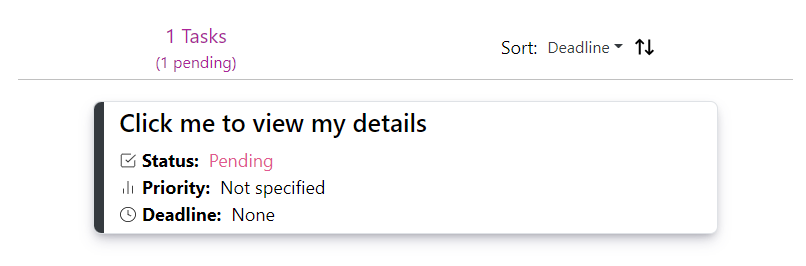 1 Tasks
(1 pending)
Sort: Deadline
Click me to view my details
Status: Pending
Priority: Not specified
Deadline: None